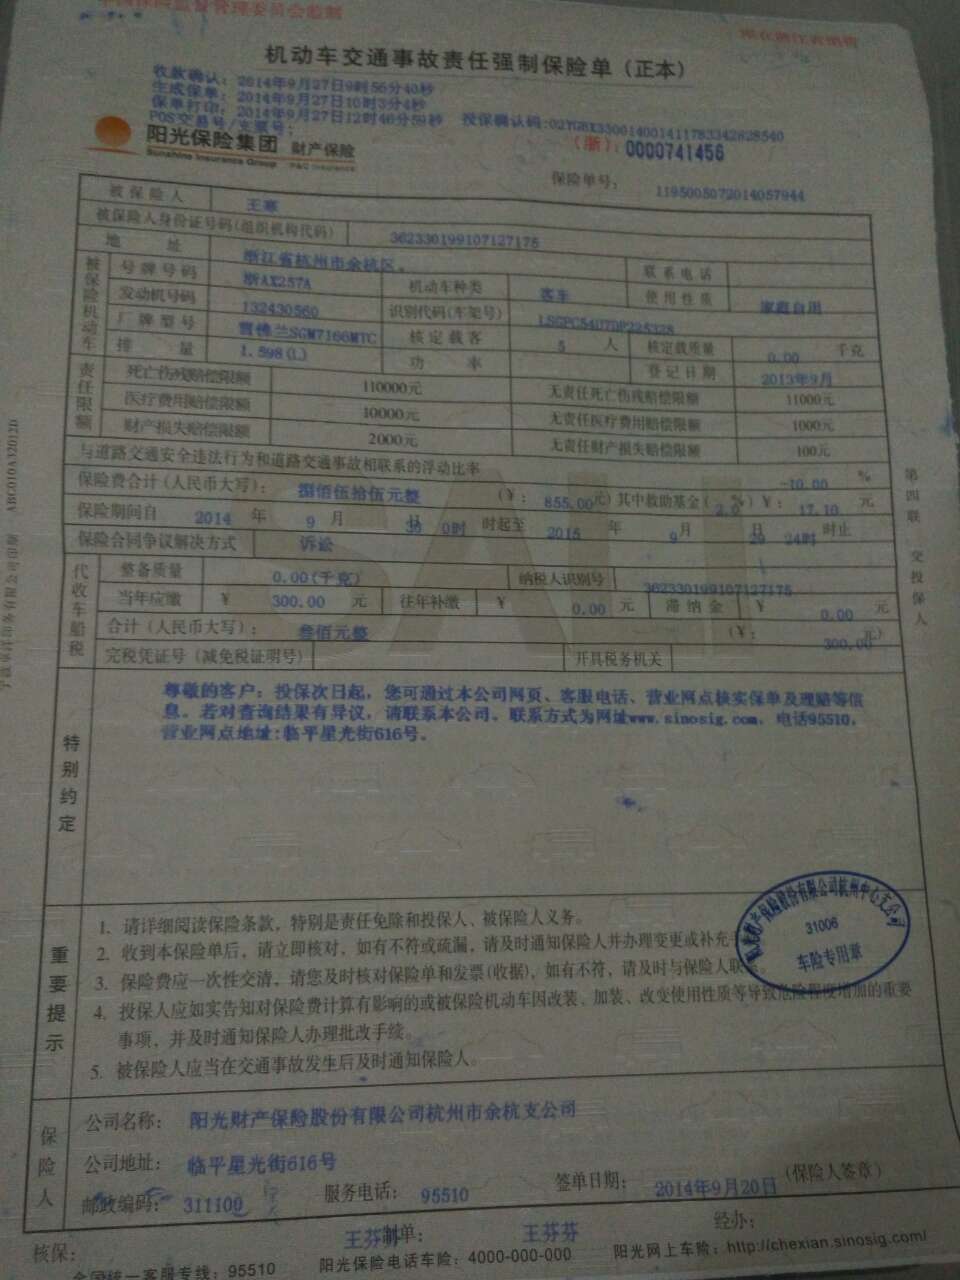 中国保险监督管理委员会监制
机动车交通事故责任强制保险单（正本）
收款确认：2014年9月27日9时56分40秒
生成保单：2014年9月27日10时3分4秒
保单打印：2014年9月27日12时46分59秒 投保确认码：02YGBX330014001411783342828540
POS交易号/支票号：
（浙）：0000741456
阳光保险集团 财产保险
Sunshine Insurance Group P&C Insurance
保险单号： 1195005072014057944
被保险人 王寒
被保险人身份证号码(组织机构代码) 362330199107127175
地 址 浙江省杭州市余杭区。 联系电话
被保险机动车
号牌号码 浙AX257A 机动车种类 客车 使用性质 家庭自用
发动机号码 132430560 识别代码(车架号) LSGPC5407DP225328
厂牌型号 雪佛兰SGM7166MTC 核定载客 5 人 核定载质量 0.00 千克
排 量 1.598(L) 功 率 登记日期 2013年9月
责任限额
死亡伤残赔偿限额 110000元 无责任死亡伤残赔偿限额 11000元
医疗费用赔偿限额 10000元 无责任医疗费用赔偿限额 1000元
财产损失赔偿限额 2000元 无责任财产损失赔偿限额 100元
与道路交通安全违法行为和道路交通事故相联系的浮动比率 -10.00 %
保险费合计（人民币大写）： 捌佰伍拾伍元整 （¥： 855.00元）其中救助基金（2.0 %）¥： 17.10 元
保险期间自 2014 年 9 月 30 日 0时 时起至 2015 年 9 月 29 日 24时 时止
保险合同争议解决方式 诉讼
代收车船税
整备质量 0.00(千克) 纳税人识别号 362330199107127175
当年应缴 ¥ 300.00 元 往年补缴 ¥ 0.00 元 滞纳金 ¥ 0.00 元
合计（人民币大写）： 叁佰元整 （¥： 300.00 元）
完税凭证号（减免税证明号） 开具税务机关
SALI
特别约定
尊敬的客户：投保次日起，您可通过本公司网页、客服电话、营业网点核实保单及理赔等信
息。若对查询结果有异议，请联系本公司。联系方式为网址www.sinosig.com，电话95510。
营业网点地址：临平星光街616号。
重要提示
1. 请详细阅读保险条款，特别是责任免除和投保人、被保险人义务。
2. 收到本保险单后，请立即核对，如有不符或疏漏，请及时通知保险人并办理变更或补充
3. 保险费应一次性交清，请您及时核对保险单和发票(收据)，如有不符，请及时与保险人联
4. 投保人应如实告知对保险费计算有影响的或被保险机动车因改装、加装、改变使用性质等导致危险程度增加的重要
事项，并及时通知保险人办理批改手续。
5. 被保险人应当在交通事故发生后及时通知保险人。
阳光财产保险股份有限公司杭州中心支公司
31006
车险专用章
保险人
公司名称： 阳光财产保险股份有限公司杭州市余杭支公司
公司地址： 临平星光街616号
邮政编码： 311100 服务电话： 95510 签单日期： 2014年9月20日 （保险人签章）
核保： 王芬芬 制单： 王芬芬 经办：
全国统一客服专线：95510 阳光保险电话车险：4000-000-000 阳光网上车险：http://chexian.sinosig.com/
第四联 交投保人
ABC010A32012D